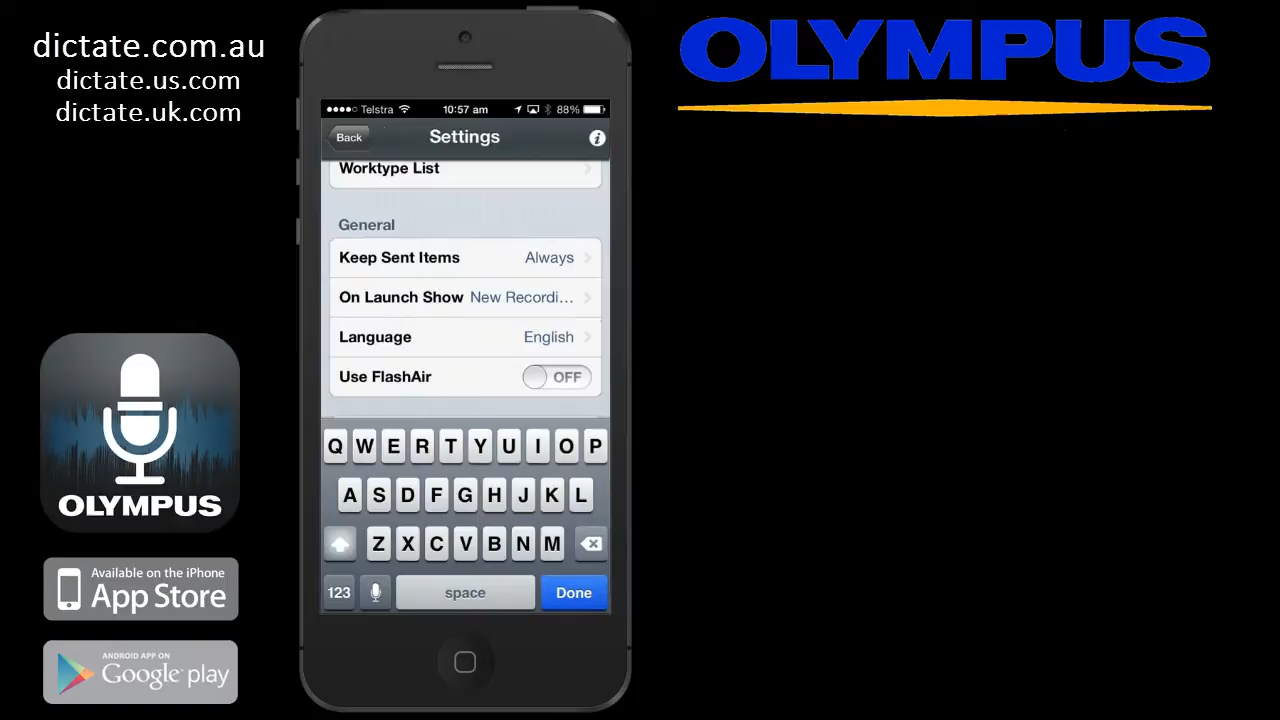 dictate.com.au
dictate.us.com
dictate.uk.com
OLYMPUS
Available on the iPhone
App Store
ANDROID APP ON
Google play
Telstra 10:57 am 88%
Back Settings i
Worktype List
General
Keep Sent Items Always
On Launch Show New Recordi...
Language English
Use FlashAir OFF
Q W E R T Y U I O P
A S D F G H J K L
Z X C V B N M
123 space Done
OLYMPUS